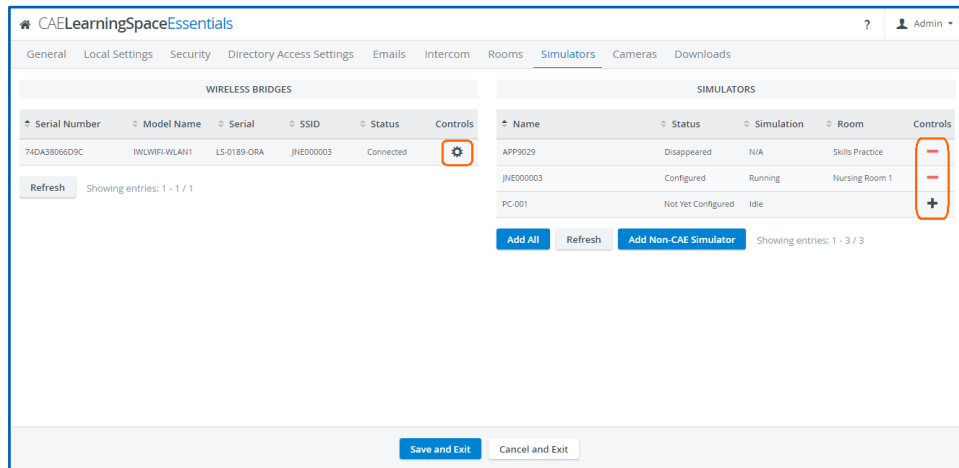 CAELearningSpaceEssentials ? Admin
General Local Settings Security Directory Access Settings Emails Intercom Rooms Simulators Cameras Downloads
WIRELESS BRIDGES
Serial Number Model Name Serial SSID Status Controls
74DA38066D9C IWLWIFI-WLAN1 LS-0189-ORA JNE000003 Connected
Refresh Showing entries: 1 - 1 / 1
SIMULATORS
Name Status Simulation Room Controls
APP9029 Disappeared N/A Skills Practice
JNE000003 Configured Running Nursing Room 1
PC-001 Not Yet Configured Idle
Add All Refresh Add Non-CAE Simulator Showing entries: 1 - 3 / 3
Save and Exit Cancel and Exit